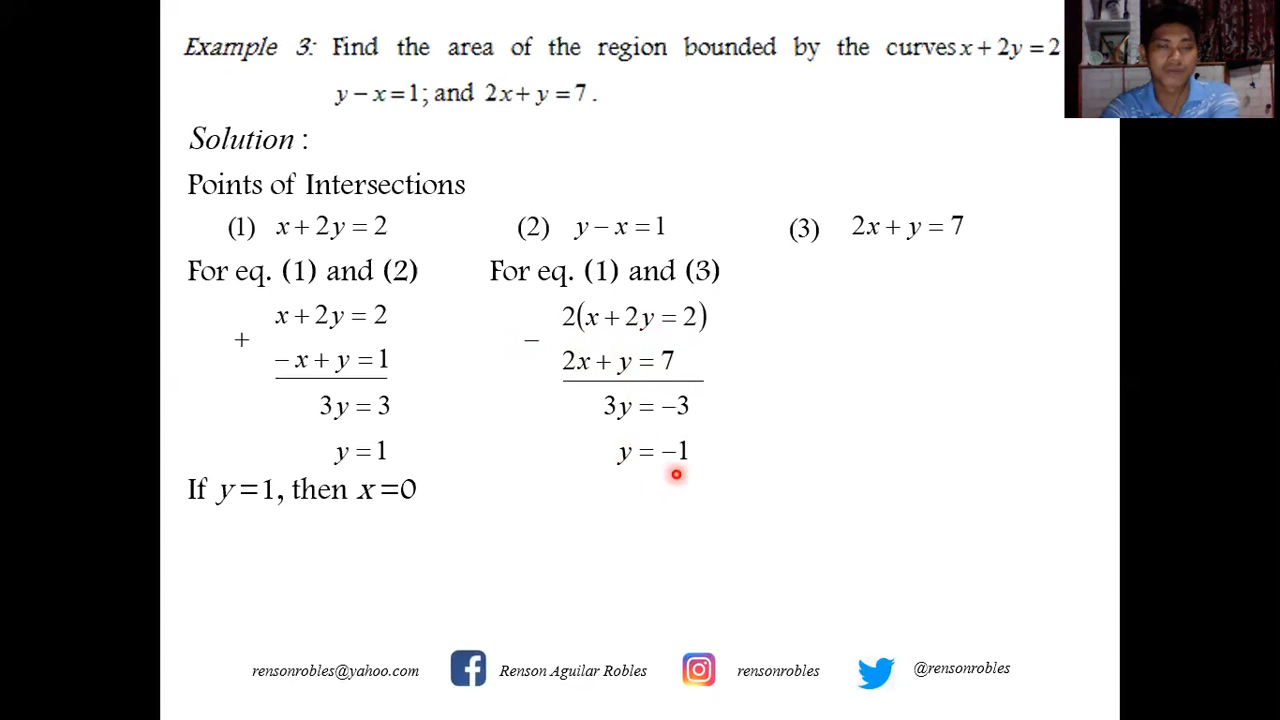 Example 3: Find the area of the region bounded by the curves x + 2y = 2
y − x = 1; and 2x + y = 7.
Solution :
Points of Intersections
(1) x + 2y = 2 (2) y − x = 1 (3) 2x + y = 7
For eq. (1) and (2) For eq. (1) and (3)
x + 2y = 2 2(x + 2y = 2)
+ −
− x + y = 1 2x + y = 7
3y = 3 3y = −3
y = 1 y = −1
If y=1, then x=0
rensonrobles@yahoo.com Renson Aguilar Robles rensonrobles @rensonrobles